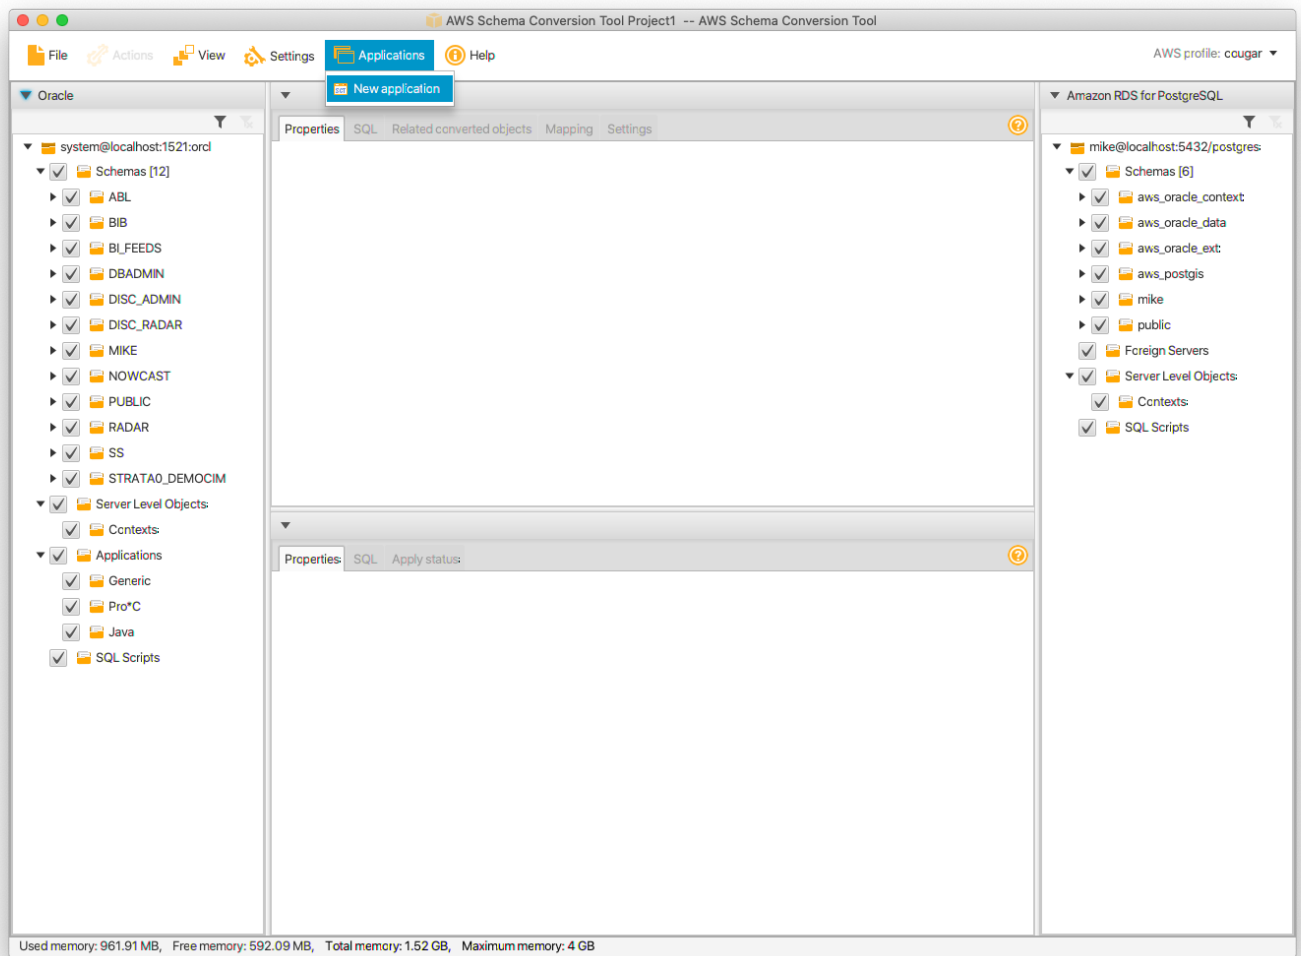 AWS Schema Conversion Tool Project1 -- AWS Schema Conversion Tool
File Actions View Settings Applications Help AWS profile: cougar
New application
Oracle
system@localhost:1521:orcl
Schemas [12]
ABL
BIB
BI_FEEDS
DBADMIN
DISC_ADMIN
DISC_RADAR
MIKE
NOWCAST
PUBLIC
RADAR
SS
STRATA0_DEMOCIM
Server Level Objects
Contexts
Applications
Generic
Pro*C
Java
SQL Scripts
Properties SQL Related converted objects Mapping Settings
Properties SQL Apply status
Amazon RDS for PostgreSQL
mike@localhost:5432/postgres
Schemas [6]
aws_oracle_context
aws_oracle_data
aws_oracle_ext
aws_postgis
mike
public
Foreign Servers
Server Level Objects
Contexts
SQL Scripts
Used memory: 961.91 MB, Free memory: 592.09 MB, Total memory: 1.52 GB, Maximum memory: 4 GB